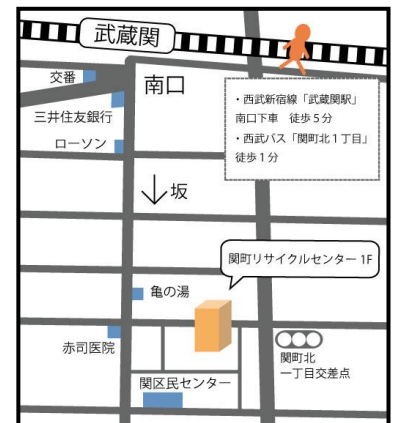 武蔵関
交番
南口
三井住友銀行
ローソン
・西武新宿線「武蔵関駅」
南口下車　徒歩5分
・西武バス「関町北1丁目」
徒歩1分
坂
関町リサイクルセンター 1F
亀の湯
赤司医院
関町北
一丁目交差点
関区民センター